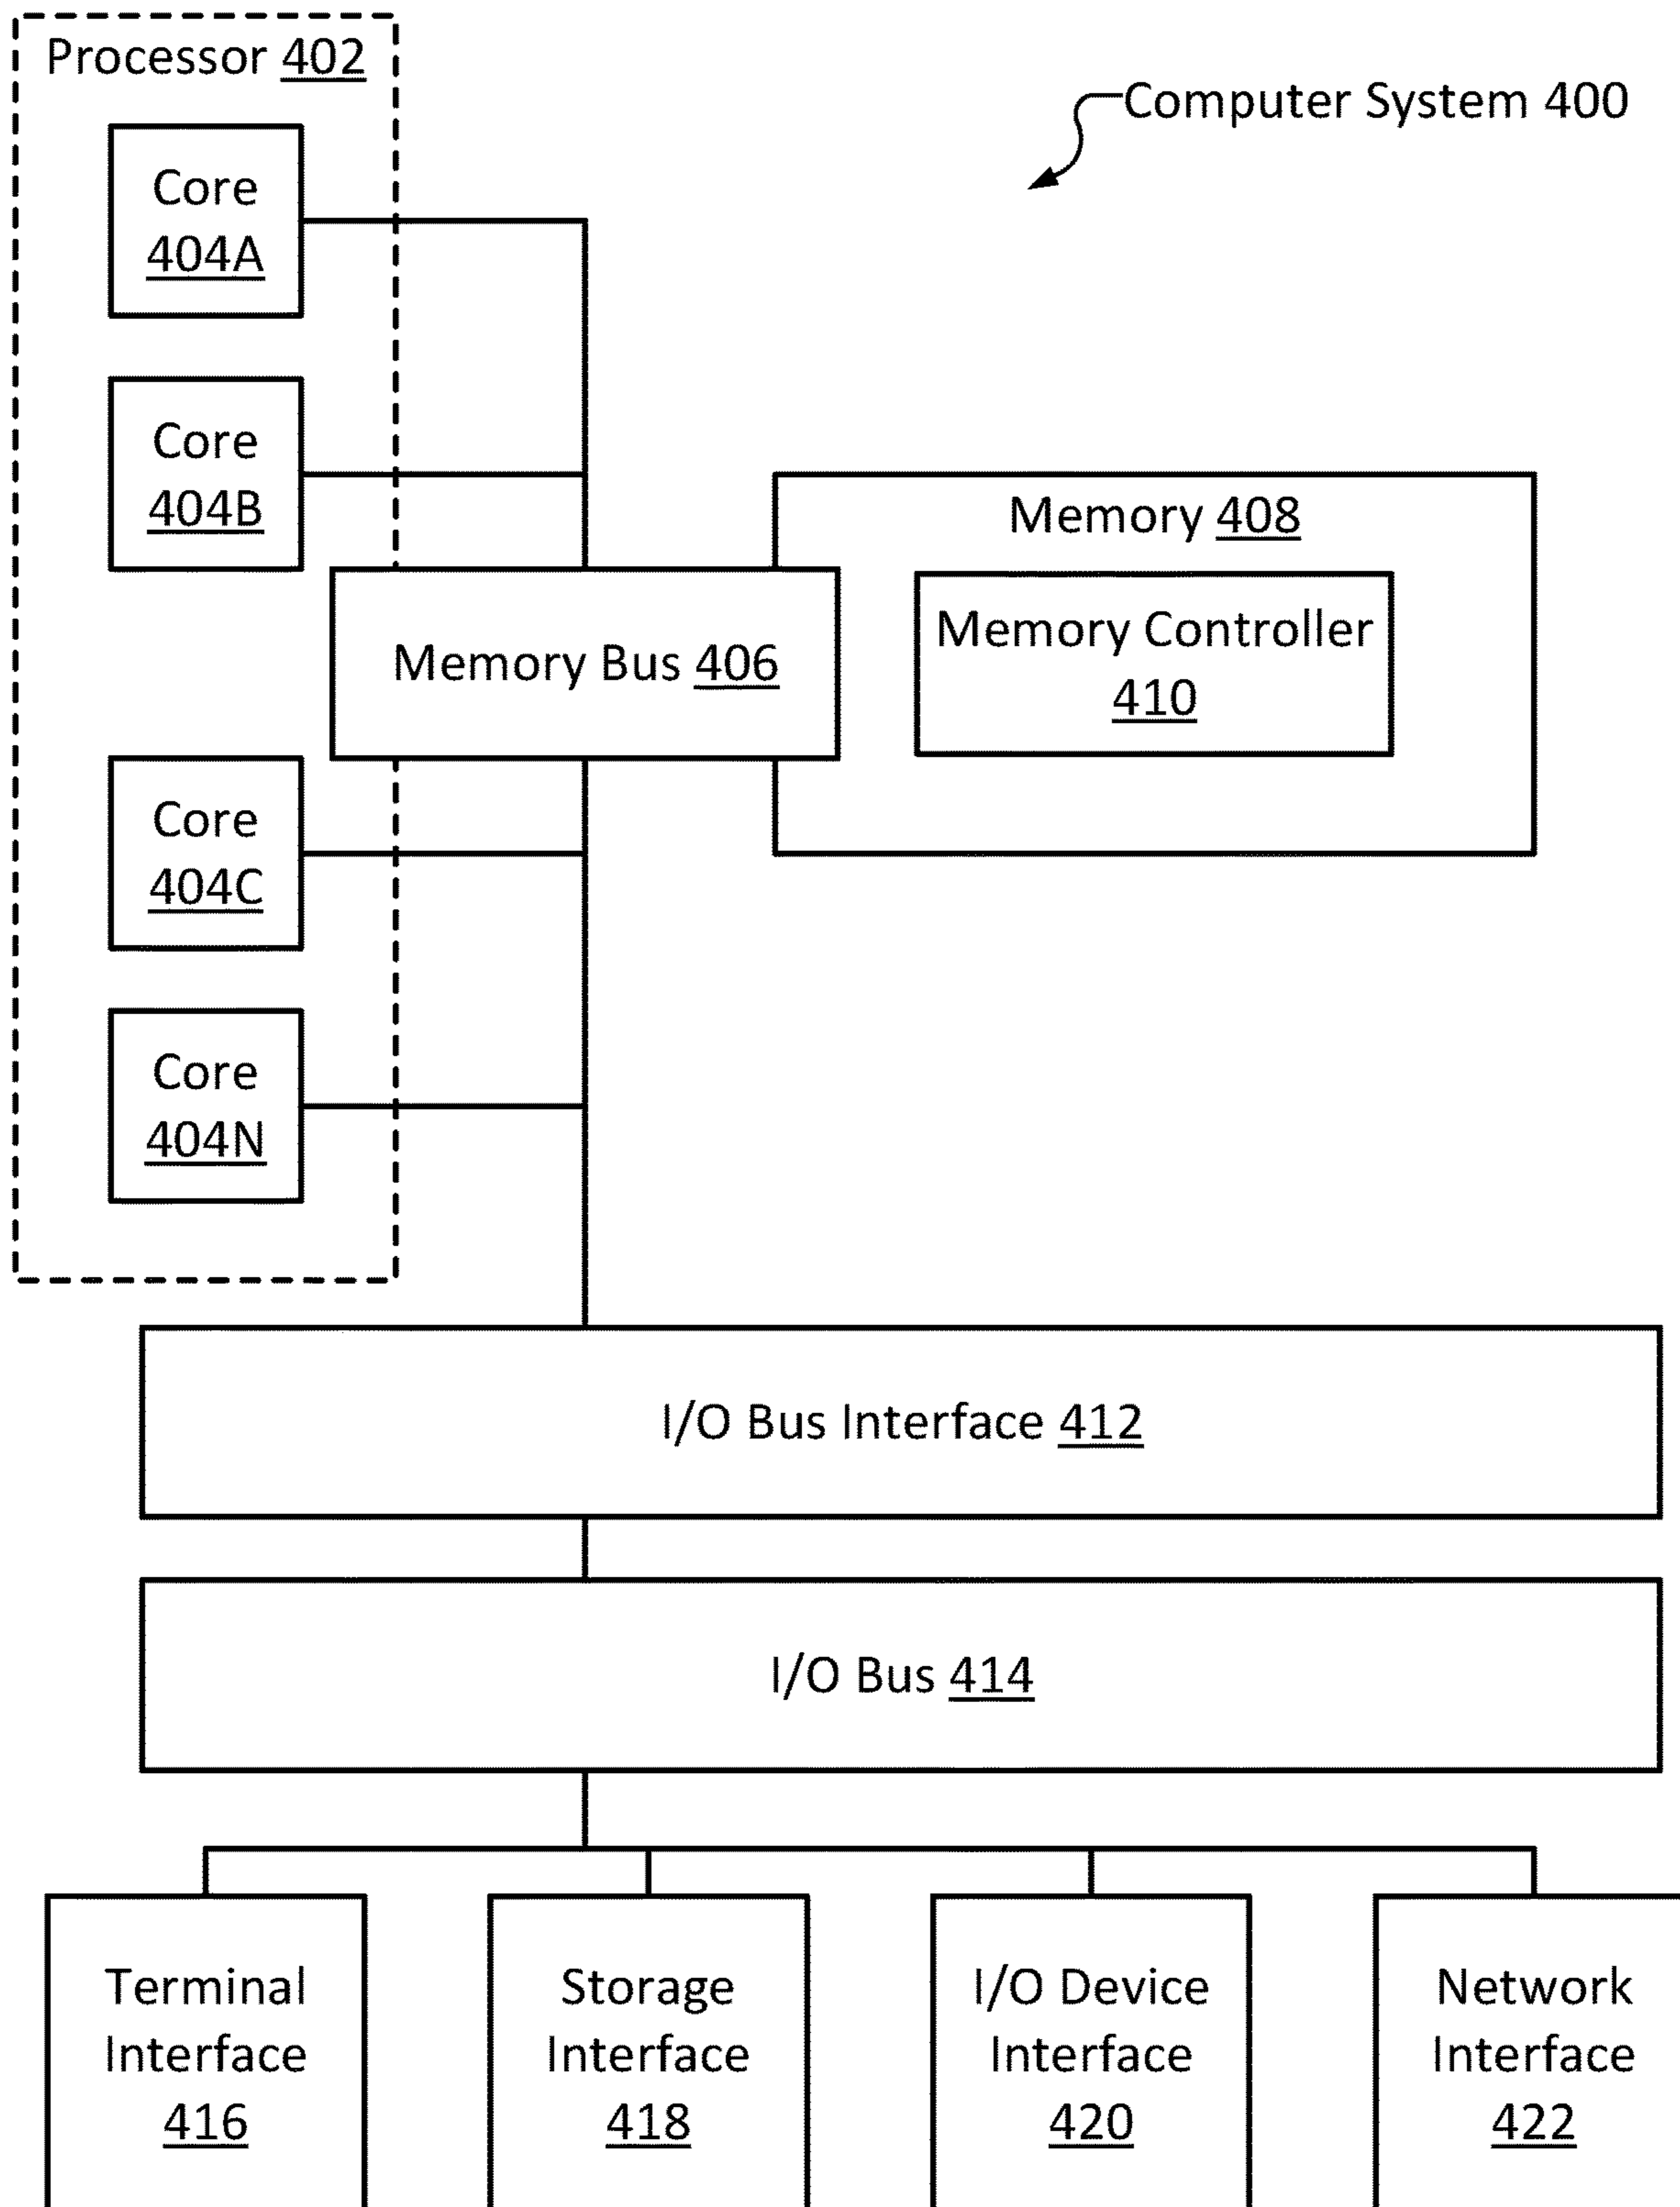 Processor 402
Computer System 400
Core
404A
Core
404B
Memory 408
Memory Controller
410
Memory Bus 406
Core
404C
Core
404N
I/O Bus Interface 412
I/O Bus 414
Terminal
Interface
416
Storage
Interface
418
I/O Device
Interface
420
Network
Interface
422